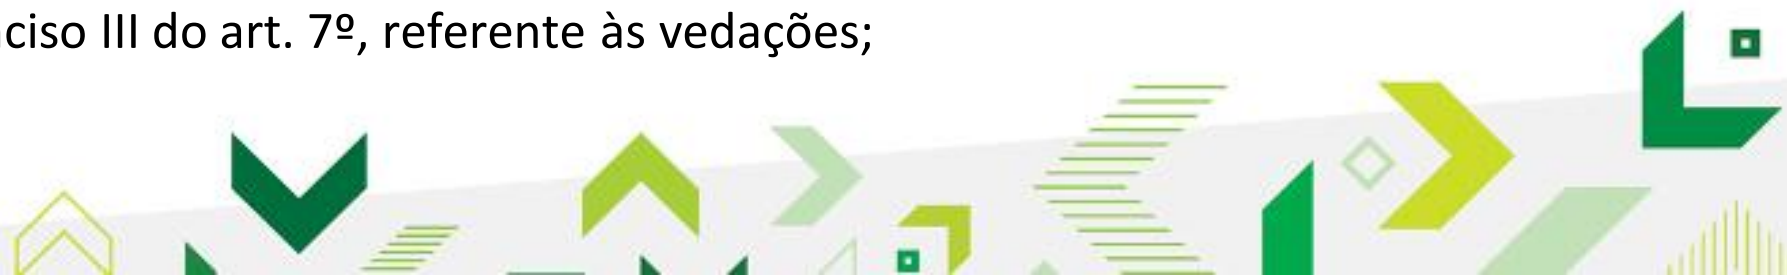 ciso III do art. 7º, referente às vedações;